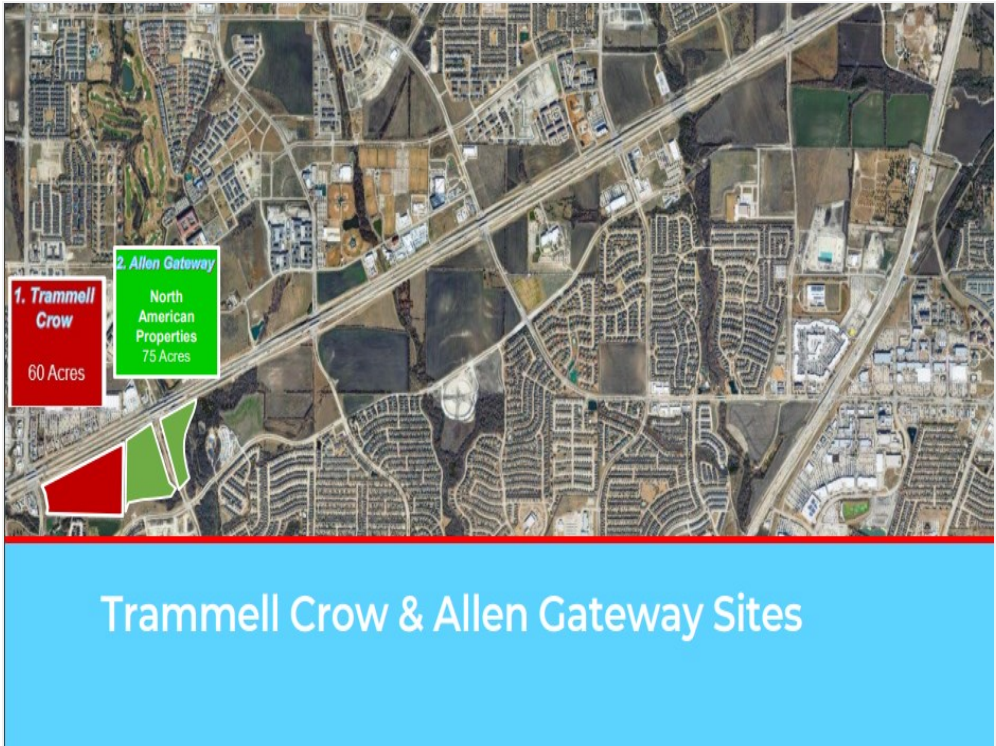 1. Trammell
Crow
60 Acres
2. Allen Gateway
North
American
Properties
75 Acres
Trammell Crow & Allen Gateway Sites